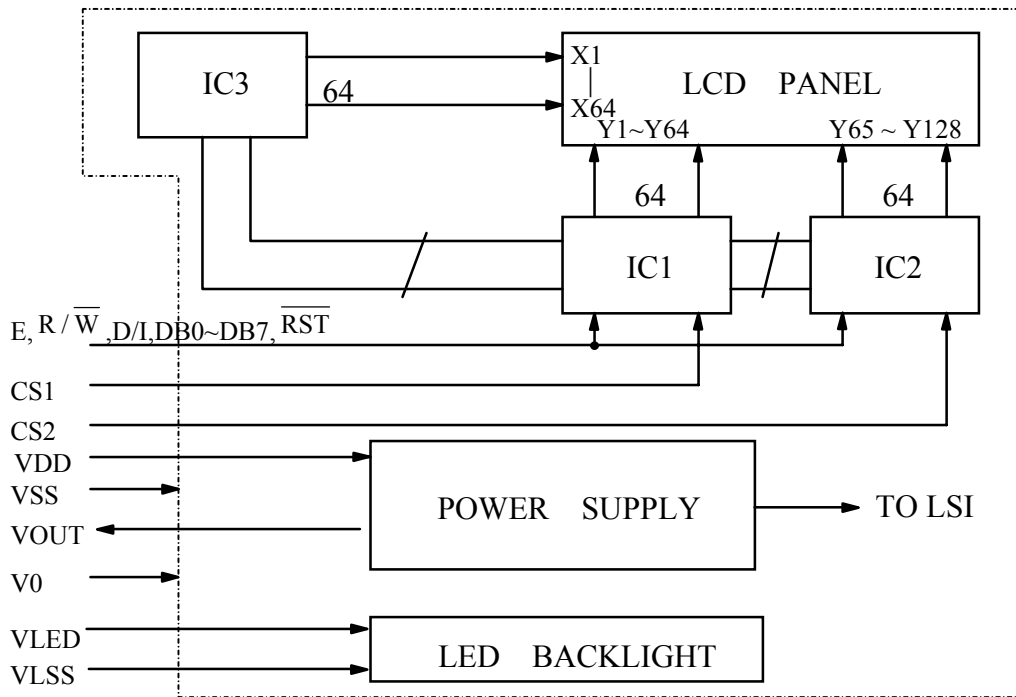 IC3
64
X1
|
X64
LCD PANEL
Y1~Y64
Y65 ~ Y128
64
64
IC1
IC2
E, R / W̅ ,D/I,DB0~DB7, R̅S̅T̅
CS1
CS2
VDD
VSS
VOUT
V0
POWER SUPPLY
TO LSI
VLED
VLSS
LED BACKLIGHT